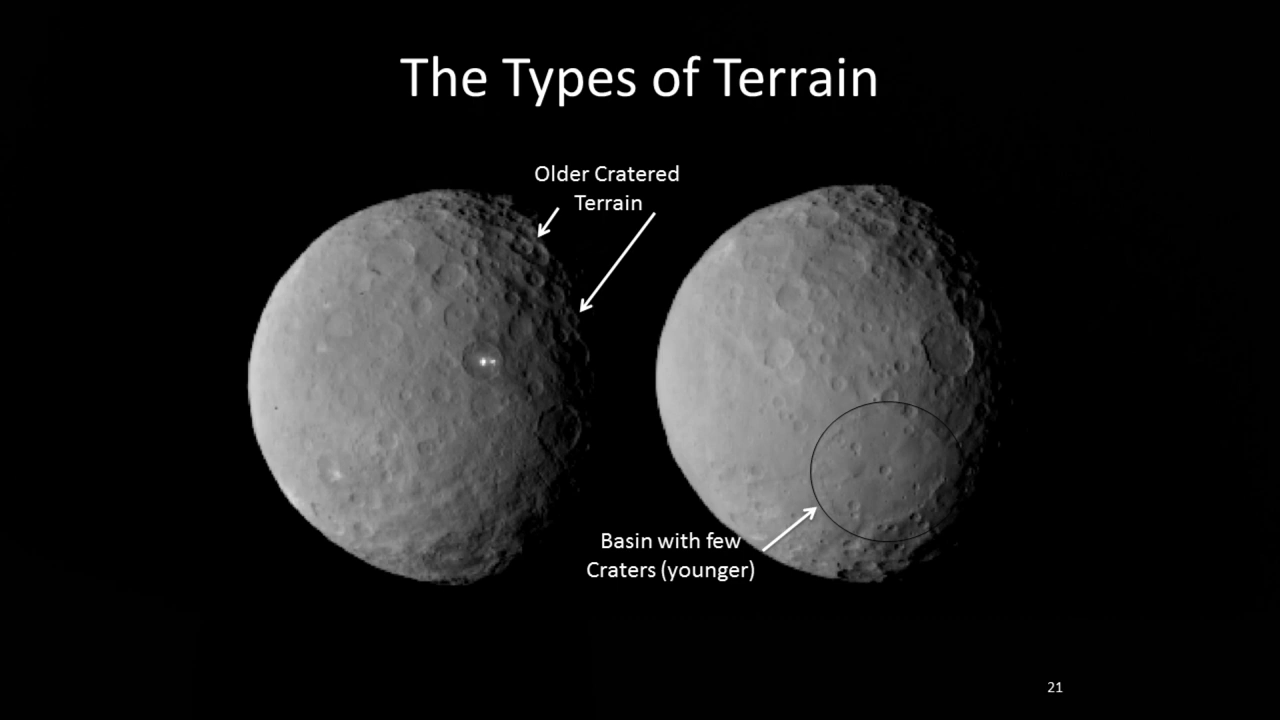 The Types of Terrain
Older Cratered
Terrain
Basin with few
Craters (younger)
21